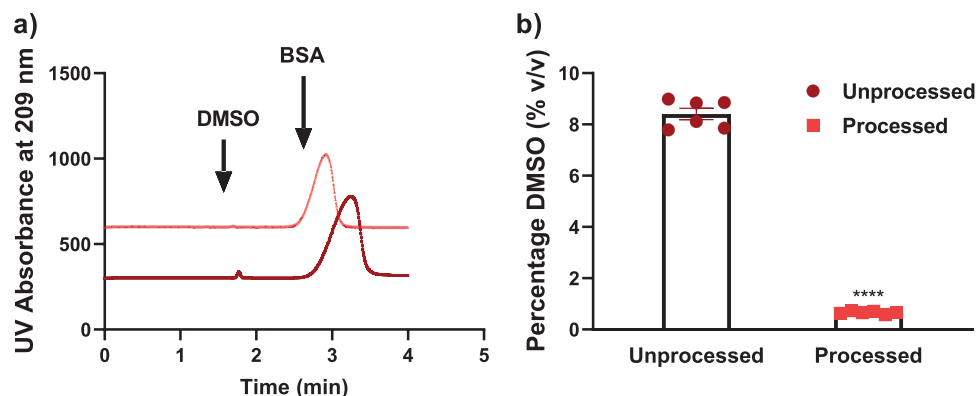 a)
UV Absorbance at 209 nm
1500
1000
500
0
DMSO
BSA
0 1 2 3 4 5
Time (min)
b)
Percentage DMSO (% v/v)
10
8
6
4
2
0
****
Unprocessed Processed
Unprocessed
Processed